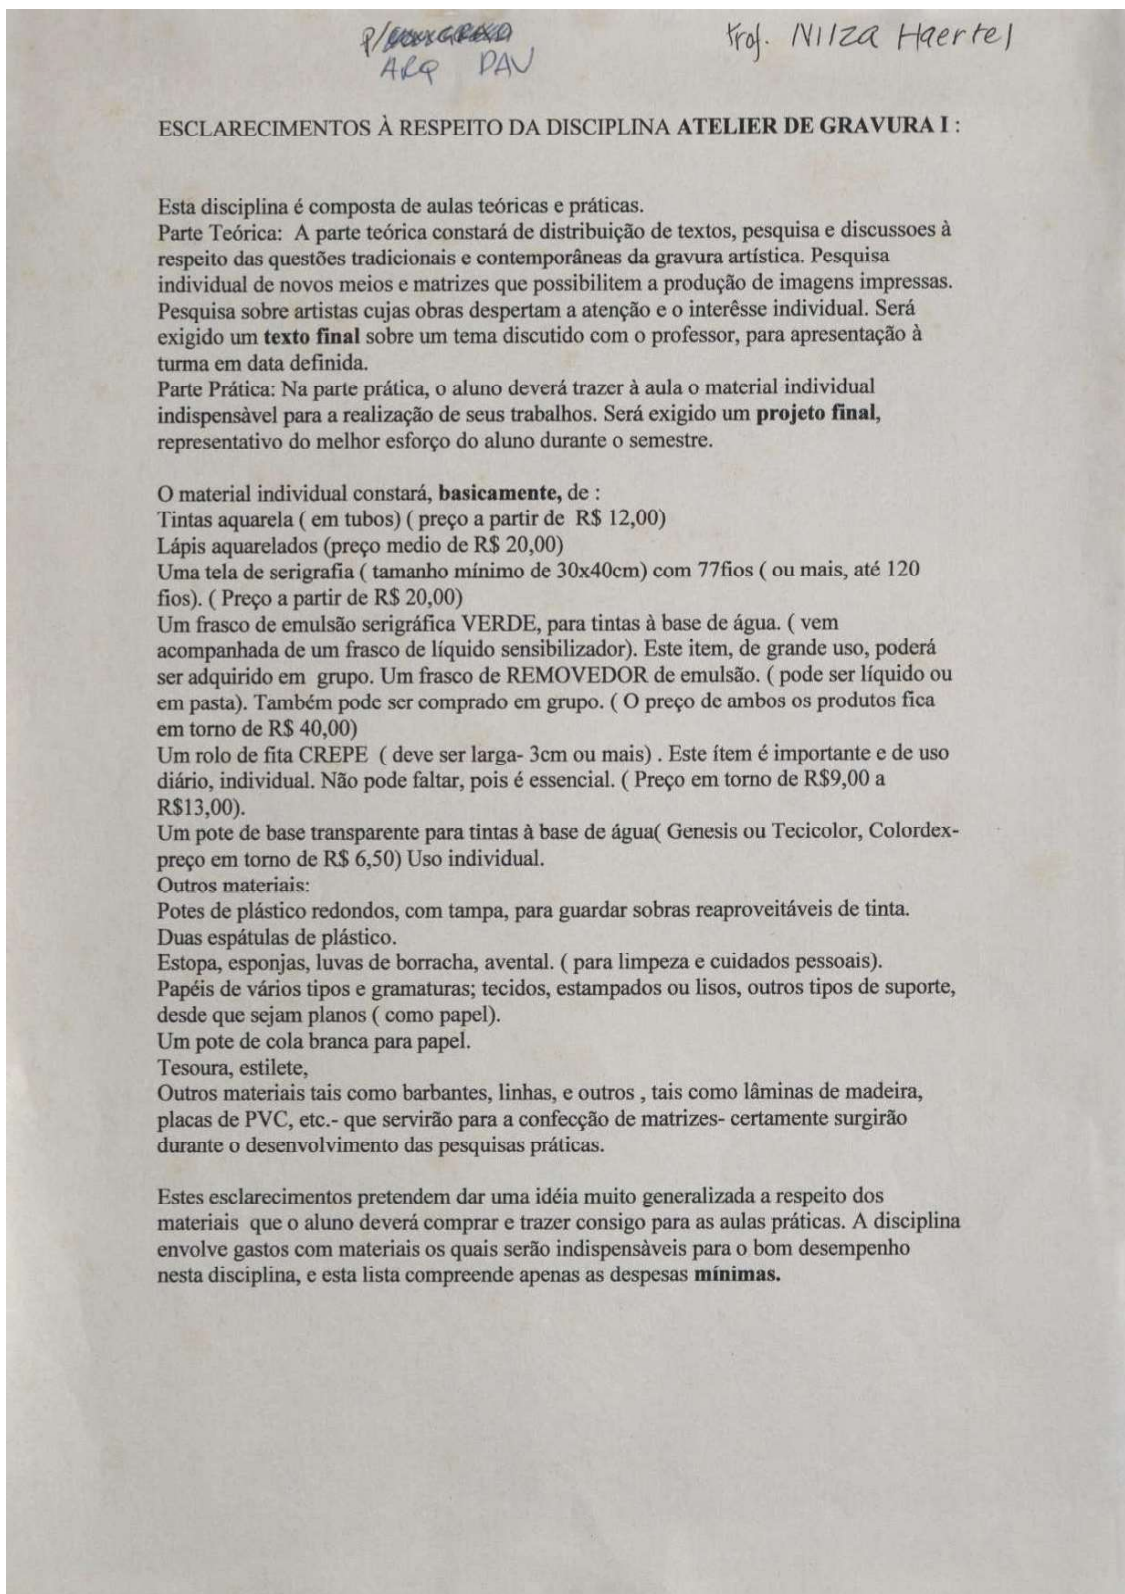 P/
ARQ DAV
Prof. Nilza Haertel
ESCLARECIMENTOS À RESPEITO DA DISCIPLINA ATELIER DE GRAVURA I :
Esta disciplina é composta de aulas teóricas e práticas.
Parte Teórica: A parte teórica constará de distribuição de textos, pesquisa e discussoes à
respeito das questões tradicionais e contemporâneas da gravura artística. Pesquisa
individual de novos meios e matrizes que possibilitem a produção de imagens impressas.
Pesquisa sobre artistas cujas obras despertam a atenção e o interêsse individual. Será
exigido um texto final sobre um tema discutido com o professor, para apresentação à
turma em data definida.
Parte Prática: Na parte prática, o aluno deverá trazer à aula o material individual
indispensàvel para a realização de seus trabalhos. Será exigido um projeto final,
representativo do melhor esforço do aluno durante o semestre.
O material individual constará, basicamente, de :
Tintas aquarela ( em tubos) ( preço a partir de R$ 12,00)
Lápis aquarelados (preço medio de R$ 20,00)
Uma tela de serigrafia ( tamanho mínimo de 30x40cm) com 77fios ( ou mais, até 120
fios). ( Preço a partir de R$ 20,00)
Um frasco de emulsão serigráfica VERDE, para tintas à base de água. ( vem
acompanhada de um frasco de líquido sensibilizador). Este item, de grande uso, poderá
ser adquirido em grupo. Um frasco de REMOVEDOR de emulsão. ( pode ser líquido ou
em pasta). Também pode ser comprado em grupo. ( O preço de ambos os produtos fica
em torno de R$ 40,00)
Um rolo de fita CREPE ( deve ser larga- 3cm ou mais) . Este ítem é importante e de uso
diário, individual. Não pode faltar, pois é essencial. ( Preço em torno de R$9,00 a
R$13,00).
Um pote de base transparente para tintas à base de água( Genesis ou Tecicolor, Colordex-
preço em torno de R$ 6,50) Uso individual.
Outros materiais:
Potes de plástico redondos, com tampa, para guardar sobras reaproveitáveis de tinta.
Duas espátulas de plástico.
Estopa, esponjas, luvas de borracha, avental. ( para limpeza e cuidados pessoais).
Papéis de vários tipos e gramaturas; tecidos, estampados ou lisos, outros tipos de suporte,
desde que sejam planos ( como papel).
Um pote de cola branca para papel.
Tesoura, estilete,
Outros materiais tais como barbantes, linhas, e outros , tais como lâminas de madeira,
placas de PVC, etc.- que servirão para a confecção de matrizes- certamente surgirão
durante o desenvolvimento das pesquisas práticas.
Estes esclarecimentos pretendem dar uma idéia muito generalizada a respeito dos
materiais que o aluno deverá comprar e trazer consigo para as aulas práticas. A disciplina
envolve gastos com materiais os quais serão indispensàveis para o bom desempenho
nesta disciplina, e esta lista compreende apenas as despesas mínimas.